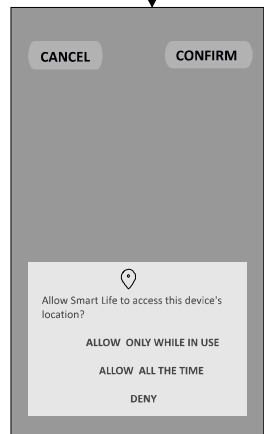 CANCEL
CONFIRM
Allow Smart Life to access this device's
location?
ALLOW ONLY WHILE IN USE
ALLOW ALL THE TIME
DENY